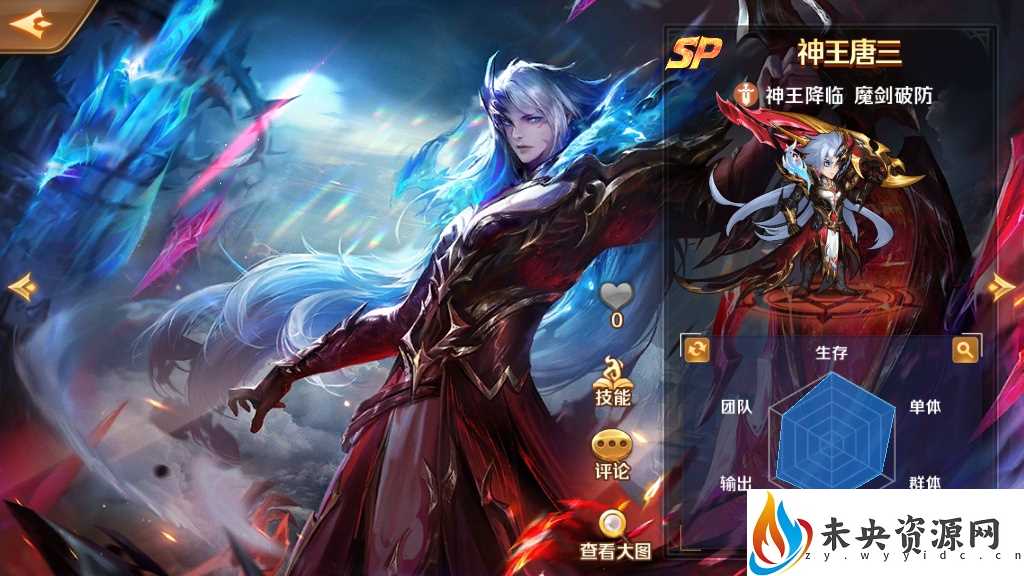 SP
神王唐三
神王降临 魔剑破防
0
技能
评论
查看大图
生存
团队
单体
输出
群体
未央资源网
zy.wyyidc.cn